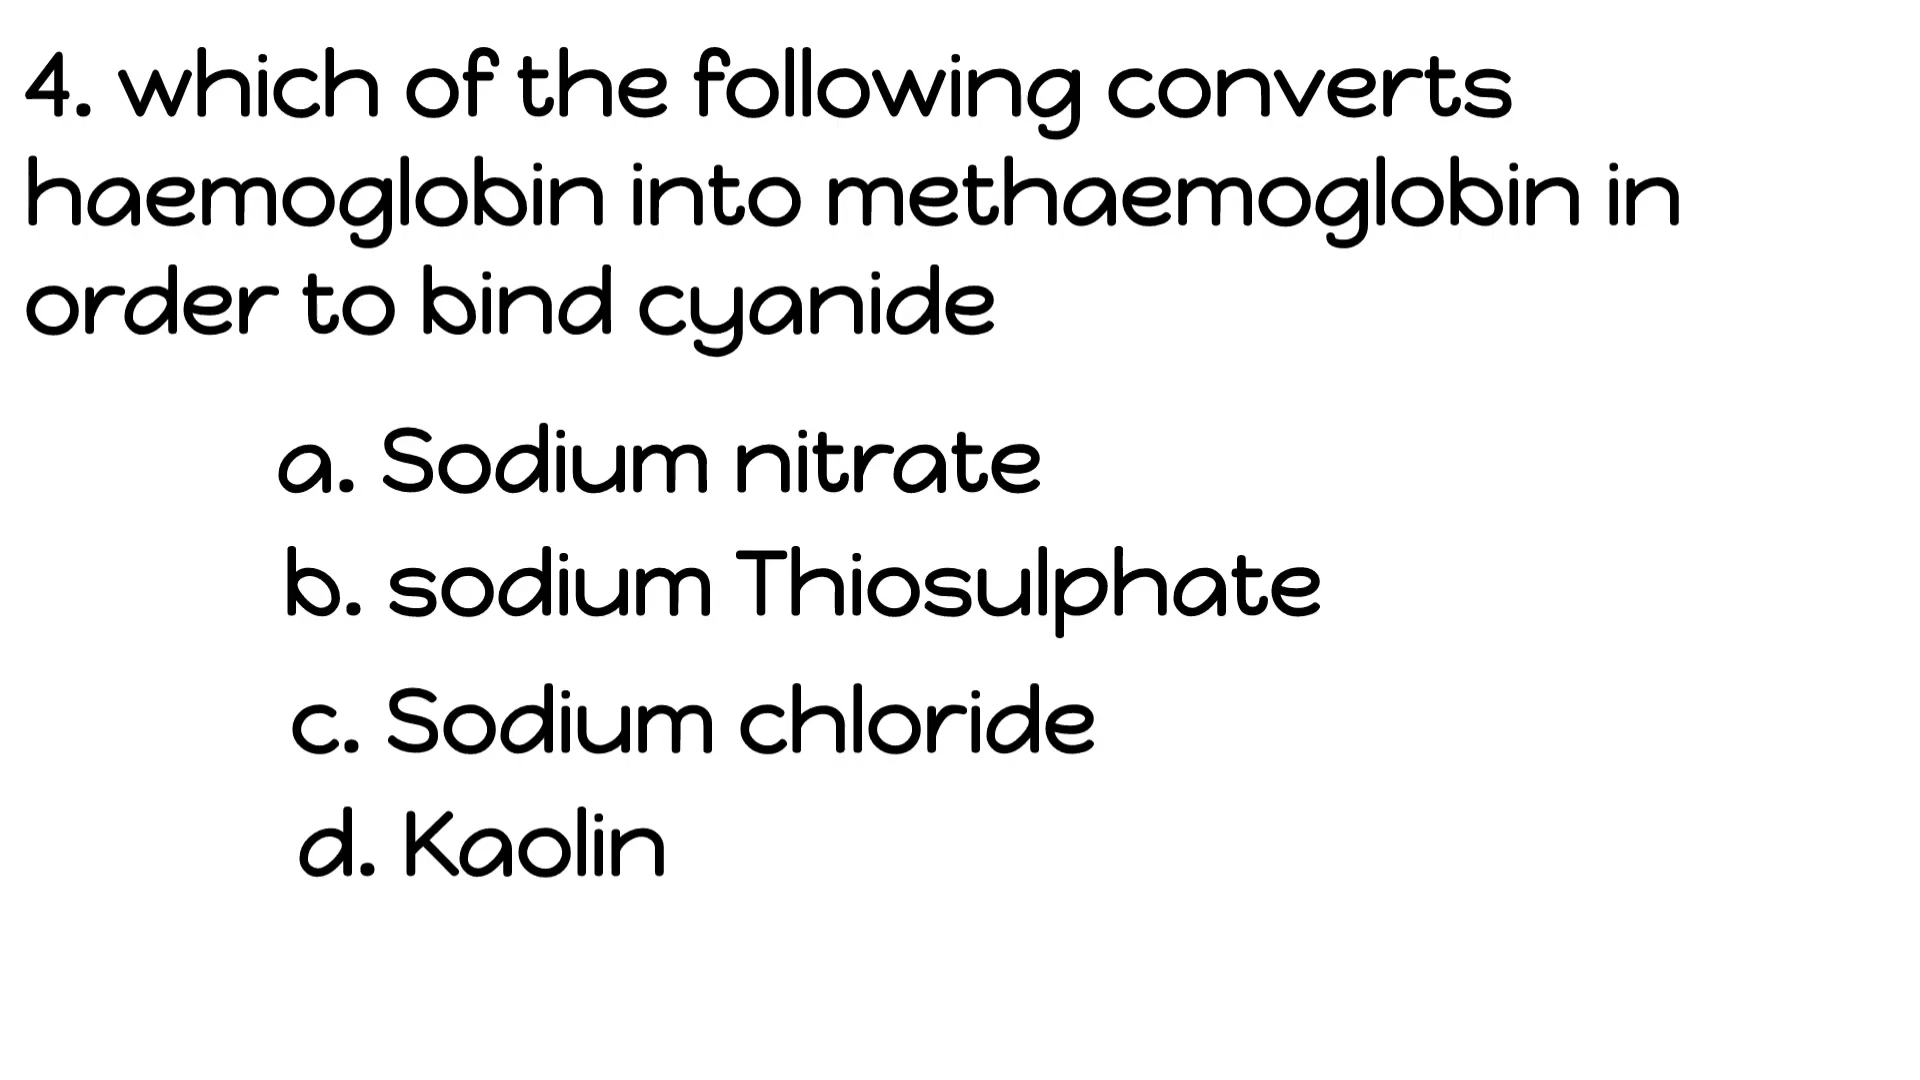 4. which of the following converts
haemoglobin into methaemoglobin in
order to bind cyanide
a. Sodium nitrate
b. sodium Thiosulphate
c. Sodium chloride
d. Kaolin